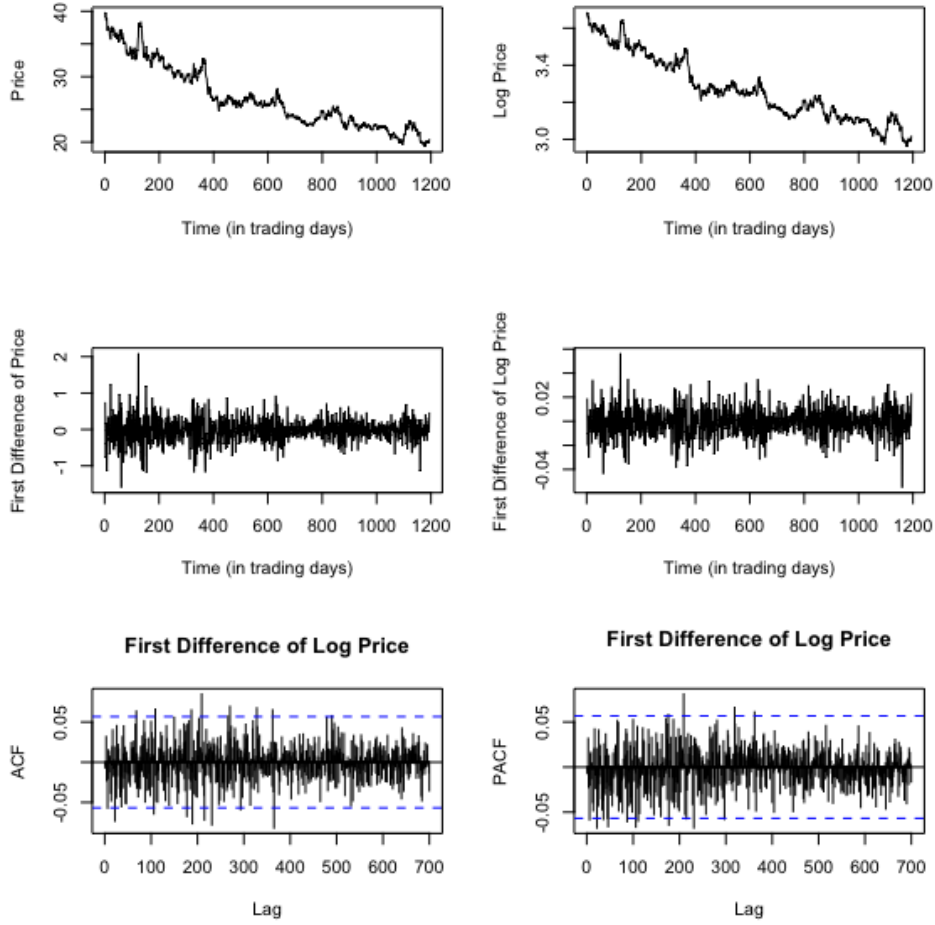 Price
40
30
20
0 200 400 600 800 1000 1200
Time (in trading days)
Log Price
3.4
3.0
0 200 400 600 800 1000 1200
Time (in trading days)
First Difference of Price
2
1
0
-1
0 200 400 600 800 1000 1200
Time (in trading days)
First Difference of Log Price
0.02
-0.04
0 200 400 600 800 1000 1200
Time (in trading days)
First Difference of Log Price
ACF
0.05
-0.05
0 100 200 300 400 500 600 700
Lag
First Difference of Log Price
PACF
0.05
-0.05
0 100 200 300 400 500 600 700
Lag